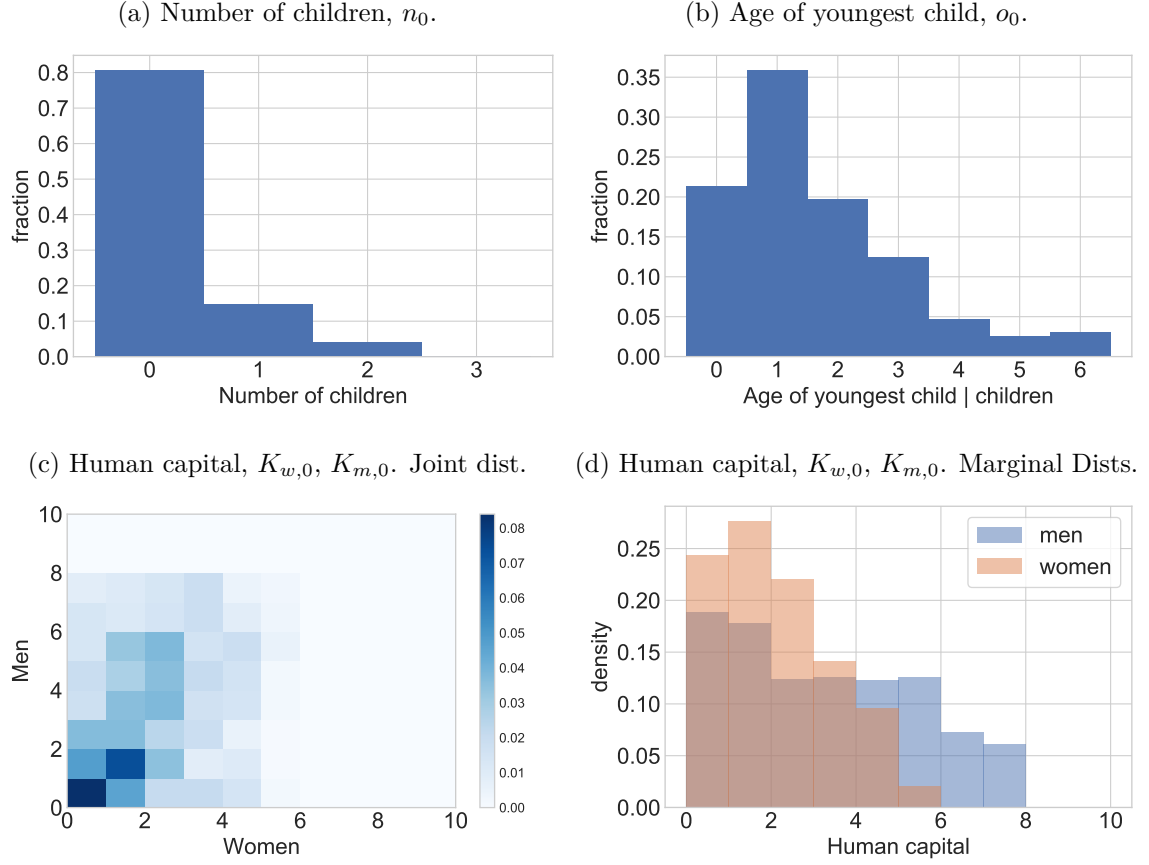 (a) Number of children, n₀.
0.8
0.7
0.6
0.5
0.4
0.3
0.2
0.1
0.0
fraction
0 1 2 3
Number of children
(b) Age of youngest child, o₀.
0.35
0.30
0.25
0.20
0.15
0.10
0.05
0.00
fraction
0 1 2 3 4 5 6
Age of youngest child | children
(c) Human capital, K_{w,0}, K_{m,0}. Joint dist.
10
8
6
4
2
0
Men
0 2 4 6 8 10
Women
0.08
0.07
0.06
0.05
0.04
0.03
0.02
0.01
0.00
(d) Human capital, K_{w,0}, K_{m,0}. Marginal Dists.
men
women
0.25
0.20
0.15
0.10
0.05
0.00
density
0 2 4 6 8 10
Human capital